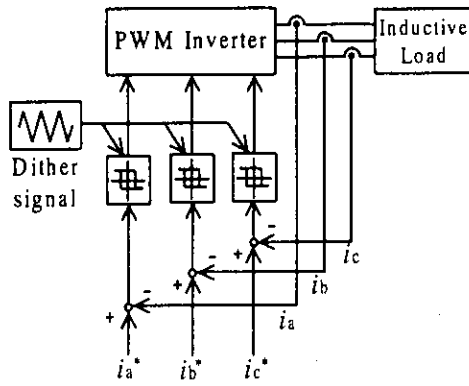 PWM Inverter
Inductive
Load
Dither
signal
+
-
+
-
+
-
ic
ib
ia
ia*
ib*
ic*